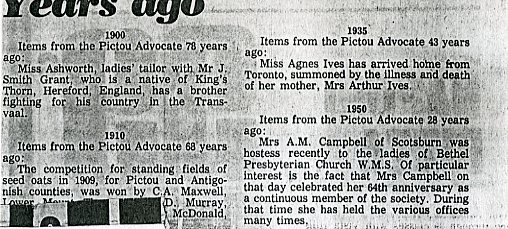 Years ago
1900
Items from the Pictou Advocate 78 years
ago:
Miss Ashworth, ladies' tailor with Mr J.
Smith Grant, who is a native of King's
Thorn, Hereford, England, has a brother
fighting for his country in the Trans-
vaal.
1910
Items from the Pictou Advocate 68 years
ago:
The competition for standing fields of
seed oats in 1909, for Pictou and Antigo-
nish counties, was won by C.A. Maxwell
Lower
D., Murray,
McDonald,
1935
Items from the Pictou Advocate 43 years
ago:
Miss Agnes Ives has arrived home from
Toronto, summoned by the illness and death
of her mother, Mrs Arthur Ives.
1950
Items from the Pictou Advocate 28 years
ago:
Mrs A.M. Campbell of Scotsburn was
hostess recently to the ladies of Bethel
Presbyterian Church W.M.S. Of particular
interest is the fact that Mrs Campbell on
that day celebrated her 64th anniversary as
a continuous member of the society. During
that time she has held the various offices
many times.